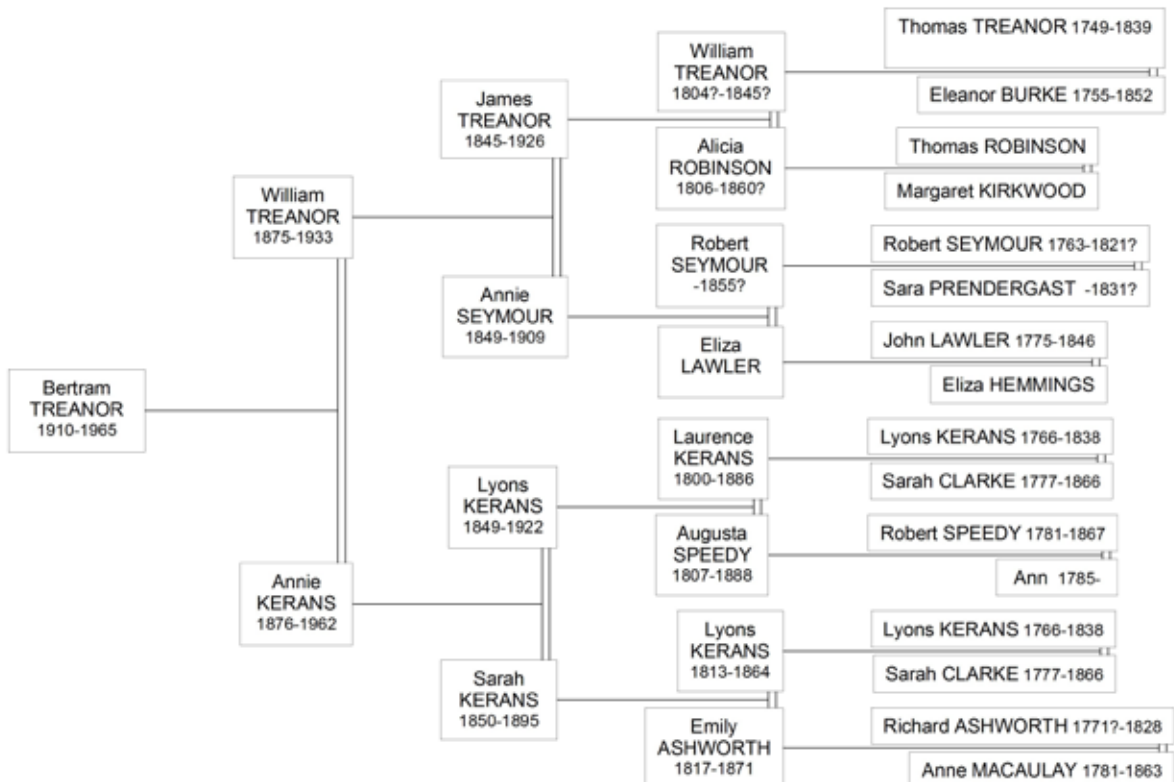 Bertram
TREANOR
1910-1965
William
TREANOR
1875-1933
Annie
KERANS
1876-1962
James
TREANOR
1845-1926
Annie
SEYMOUR
1849-1909
Lyons
KERANS
1849-1922
Sarah
KERANS
1850-1895
William
TREANOR
1804?-1845?
Alicia
ROBINSON
1806-1860?
Robert
SEYMOUR
-1855?
Eliza
LAWLER
Laurence
KERANS
1800-1886
Augusta
SPEEDY
1807-1888
Lyons
KERANS
1813-1864
Emily
ASHWORTH
1817-1871
Thomas TREANOR 1749-1839
Eleanor BURKE 1755-1852
Thomas ROBINSON
Margaret KIRKWOOD
Robert SEYMOUR 1763-1821?
Sara PRENDERGAST -1831?
John LAWLER 1775-1846
Eliza HEMMINGS
Lyons KERANS 1766-1838
Sarah CLARKE 1777-1866
Robert SPEEDY 1781-1867
Ann 1785-
Lyons KERANS 1766-1838
Sarah CLARKE 1777-1866
Richard ASHWORTH 1771?-1828
Anne MACAULAY 1781-1863